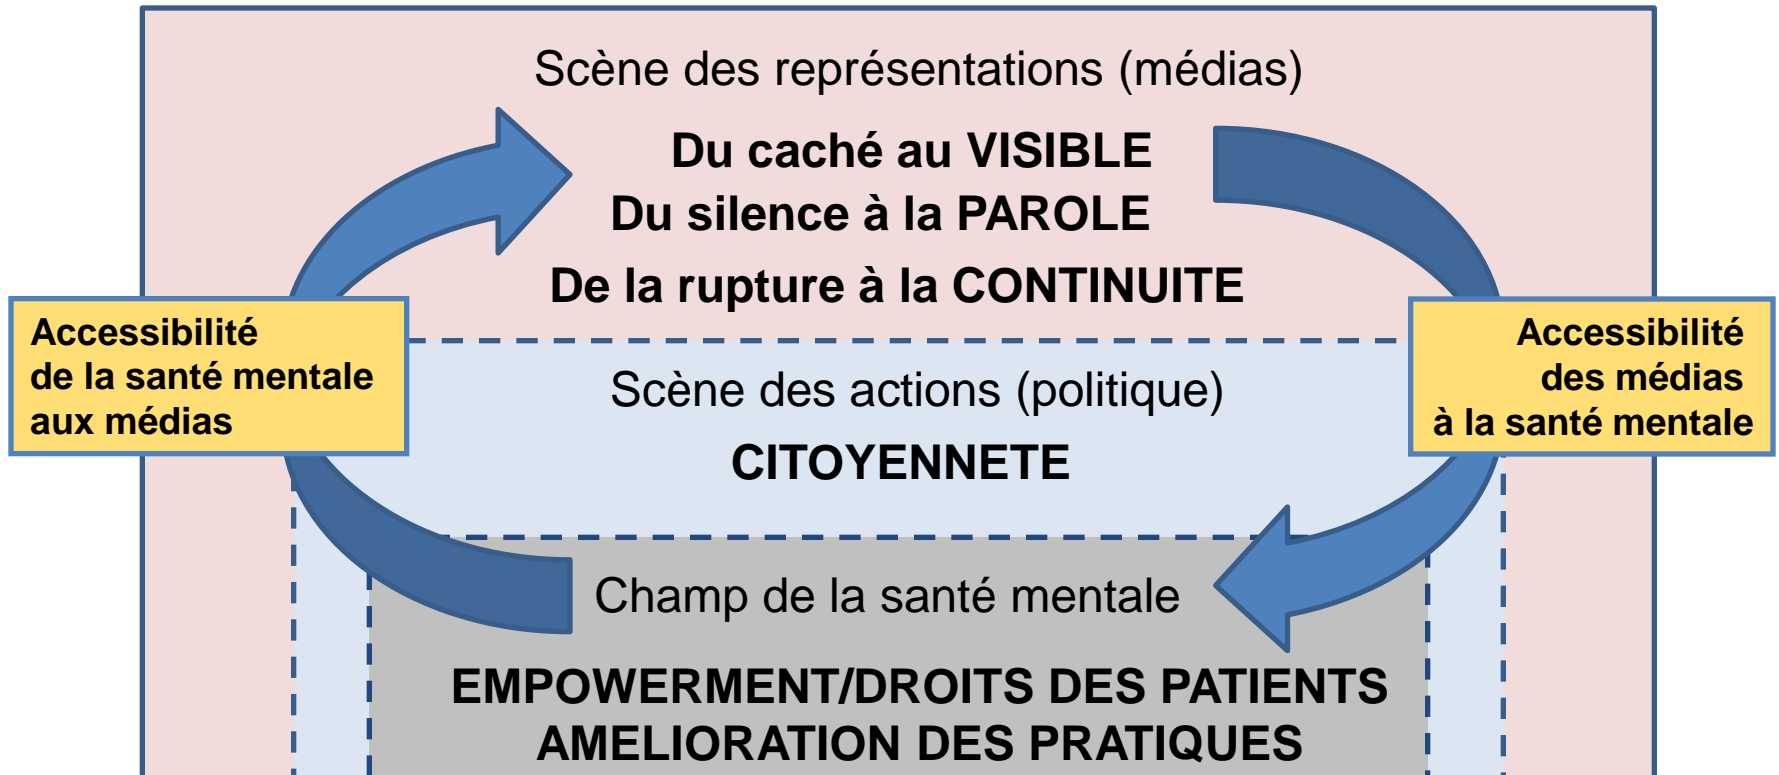 Scène des représentations (médias)
Du caché au VISIBLE
Du silence à la PAROLE
De la rupture à la CONTINUITE
Accessibilité
de la santé mentale
aux médias
Accessibilité
des médias
à la santé mentale
Scène des actions (politique)
CITOYENNETE
Champ de la santé mentale
EMPOWERMENT/DROITS DES PATIENTS
AMELIORATION DES PRATIQUES